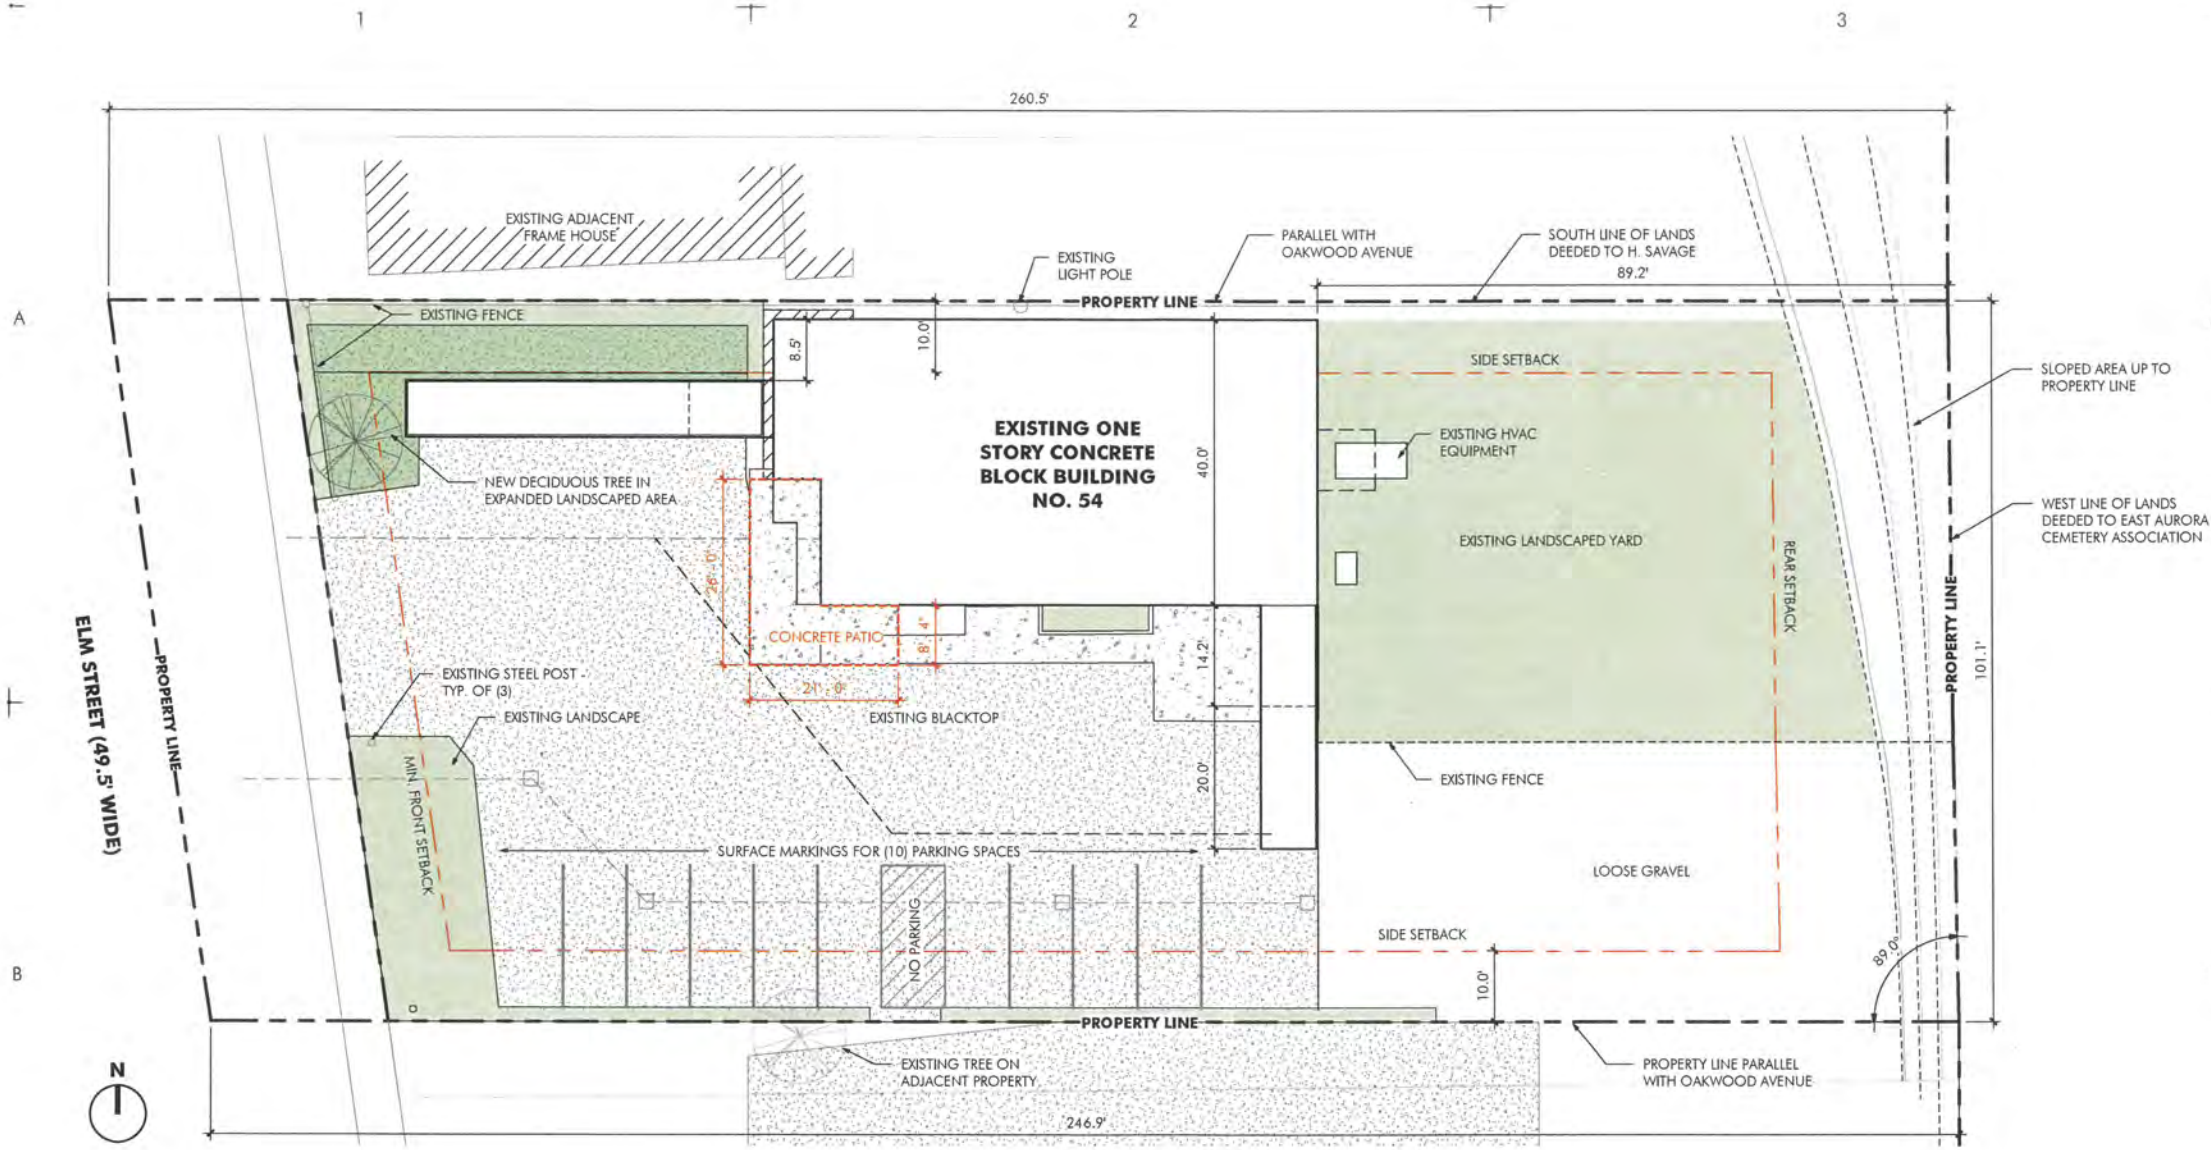 1
2
3
260.5'
EXISTING ADJACENT
FRAME HOUSE
EXISTING
LIGHT POLE
PARALLEL WITH
OAKWOOD AVENUE
SOUTH LINE OF LANDS
DEEDED TO H. SAVAGE
89.2'
PROPERTY LINE
A
EXISTING FENCE
8.5'
10.0'
SIDE SETBACK
SLOPED AREA UP TO
PROPERTY LINE
EXISTING ONE
STORY CONCRETE
BLOCK BUILDING
NO. 54
40.0'
EXISTING HVAC
EQUIPMENT
NEW DECIDUOUS TREE IN
EXPANDED LANDSCAPED AREA
WEST LINE OF LANDS
DEEDED TO EAST AURORA
CEMETERY ASSOCIATION
EXISTING LANDSCAPED YARD
REAR SETBACK
26'- 0"
PROPERTY LINE
101.1'
ELM STREET (49.5' WIDE)
PROPERTY LINE
CONCRETE PATIO
8'- 4"
14.2'
EXISTING STEEL POST -
TYP. OF (3)
21'- 0"
EXISTING LANDSCAPE
EXISTING BLACKTOP
MIN. FRONT SETBACK
20.0'
EXISTING FENCE
SURFACE MARKINGS FOR (10) PARKING SPACES
LOOSE GRAVEL
NO PARKING
SIDE SETBACK
89.0°
B
10.0'
PROPERTY LINE
N
EXISTING TREE ON
ADJACENT PROPERTY
PROPERTY LINE PARALLEL
WITH OAKWOOD AVENUE
246.9'